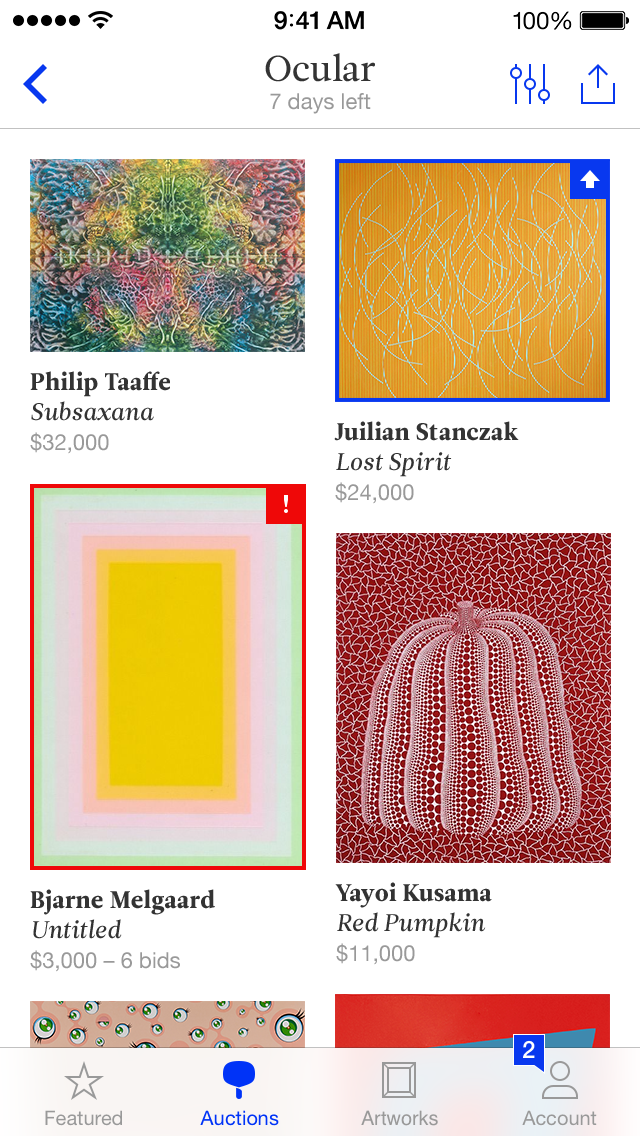 9:41 AM
100%
Ocular
7 days left
Philip Taaffe
Subsaxana
$32,000
Juilian Stanczak
Lost Spirit
$24,000
!
Bjarne Melgaard
Untitled
$3,000 – 6 bids
Yayoi Kusama
Red Pumpkin
$11,000
2
Featured
Auctions
Artworks
Account